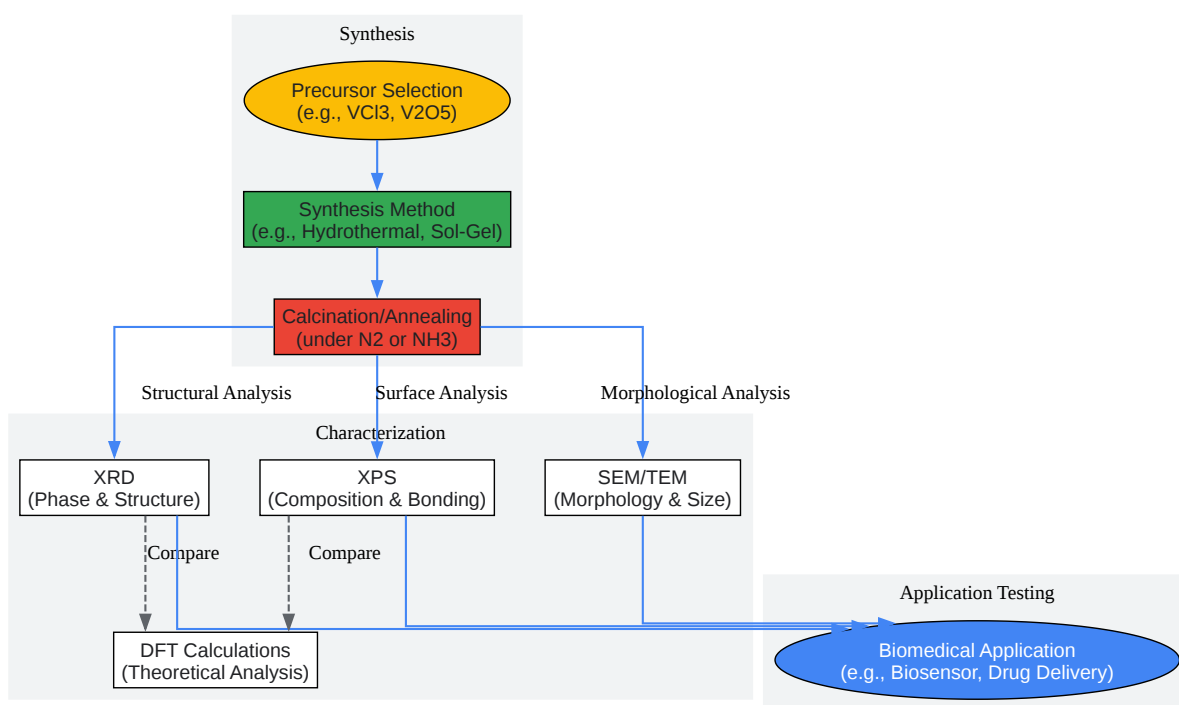 Synthesis
Precursor Selection
(e.g., VCl3, V2O5)
Synthesis Method
(e.g., Hydrothermal, Sol-Gel)
Calcination/Annealing
(under N2 or NH3)
Structural Analysis
Surface Analysis
Morphological Analysis
Characterization
XRD
(Phase & Structure)
XPS
(Composition & Bonding)
SEM/TEM
(Morphology & Size)
Compare
Compare
DFT Calculations
(Theoretical Analysis)
Application Testing
Biomedical Application
(e.g., Biosensor, Drug Delivery)